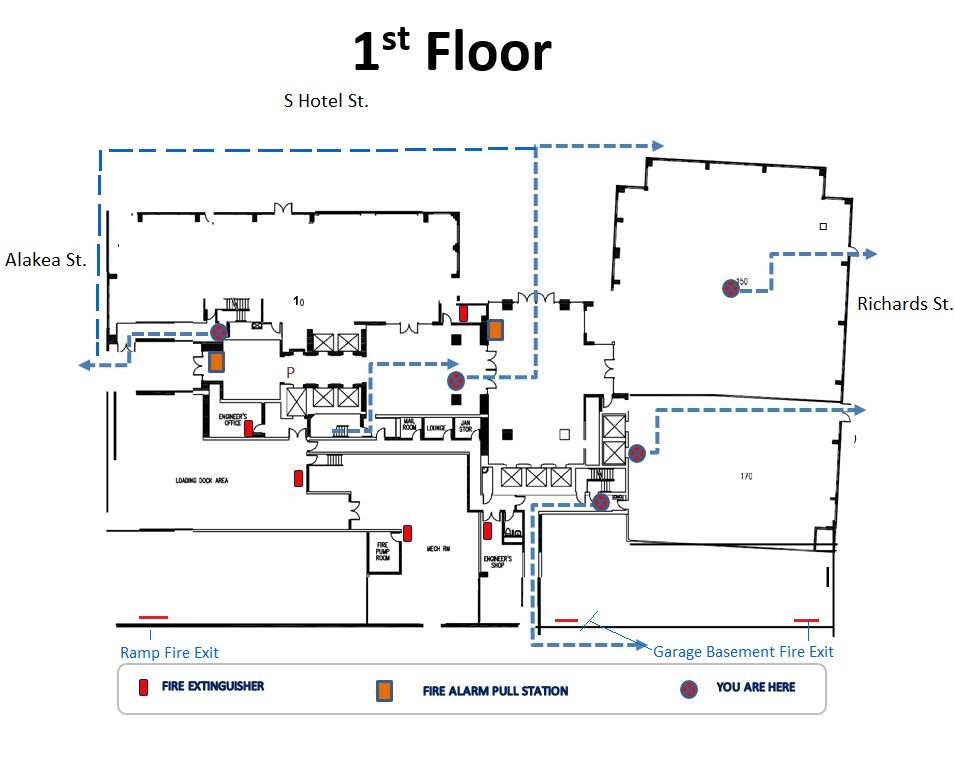 1st Floor
S Hotel St.
Alakea St.
150
Richards St.
10
P
ENGINEER'S
OFFICE
MAIL
ROOM
LOUNGE
JAN
STOR
LOADING DOCK AREA
170
FIRE
PUMP
ROOM
MECH RM
ENGINEER'S
SHOP
Ramp Fire Exit
Garage Basement Fire Exit
FIRE EXTINGUISHER
FIRE ALARM PULL STATION
YOU ARE HERE